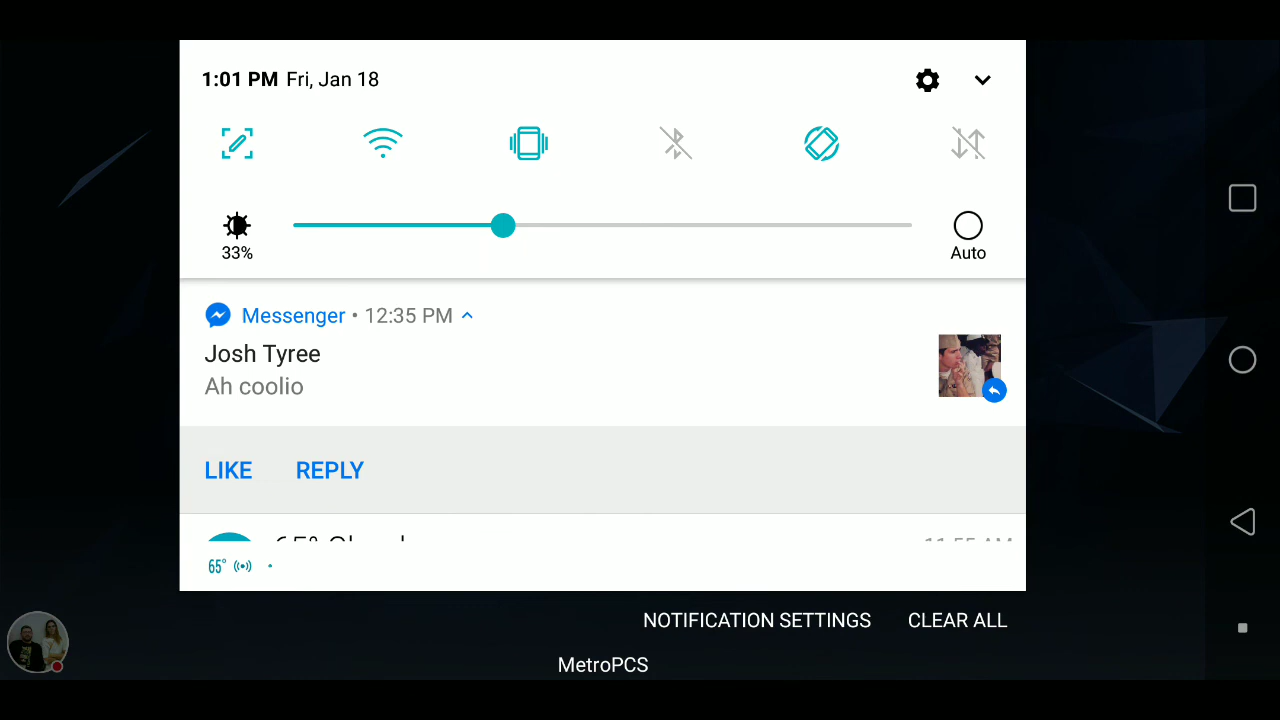 1:01 PM Fri, Jan 18
33%
Auto
Messenger • 12:35 PM
Josh Tyree
Ah coolio
LIKE REPLY
65°
65°
NOTIFICATION SETTINGS CLEAR ALL
MetroPCS